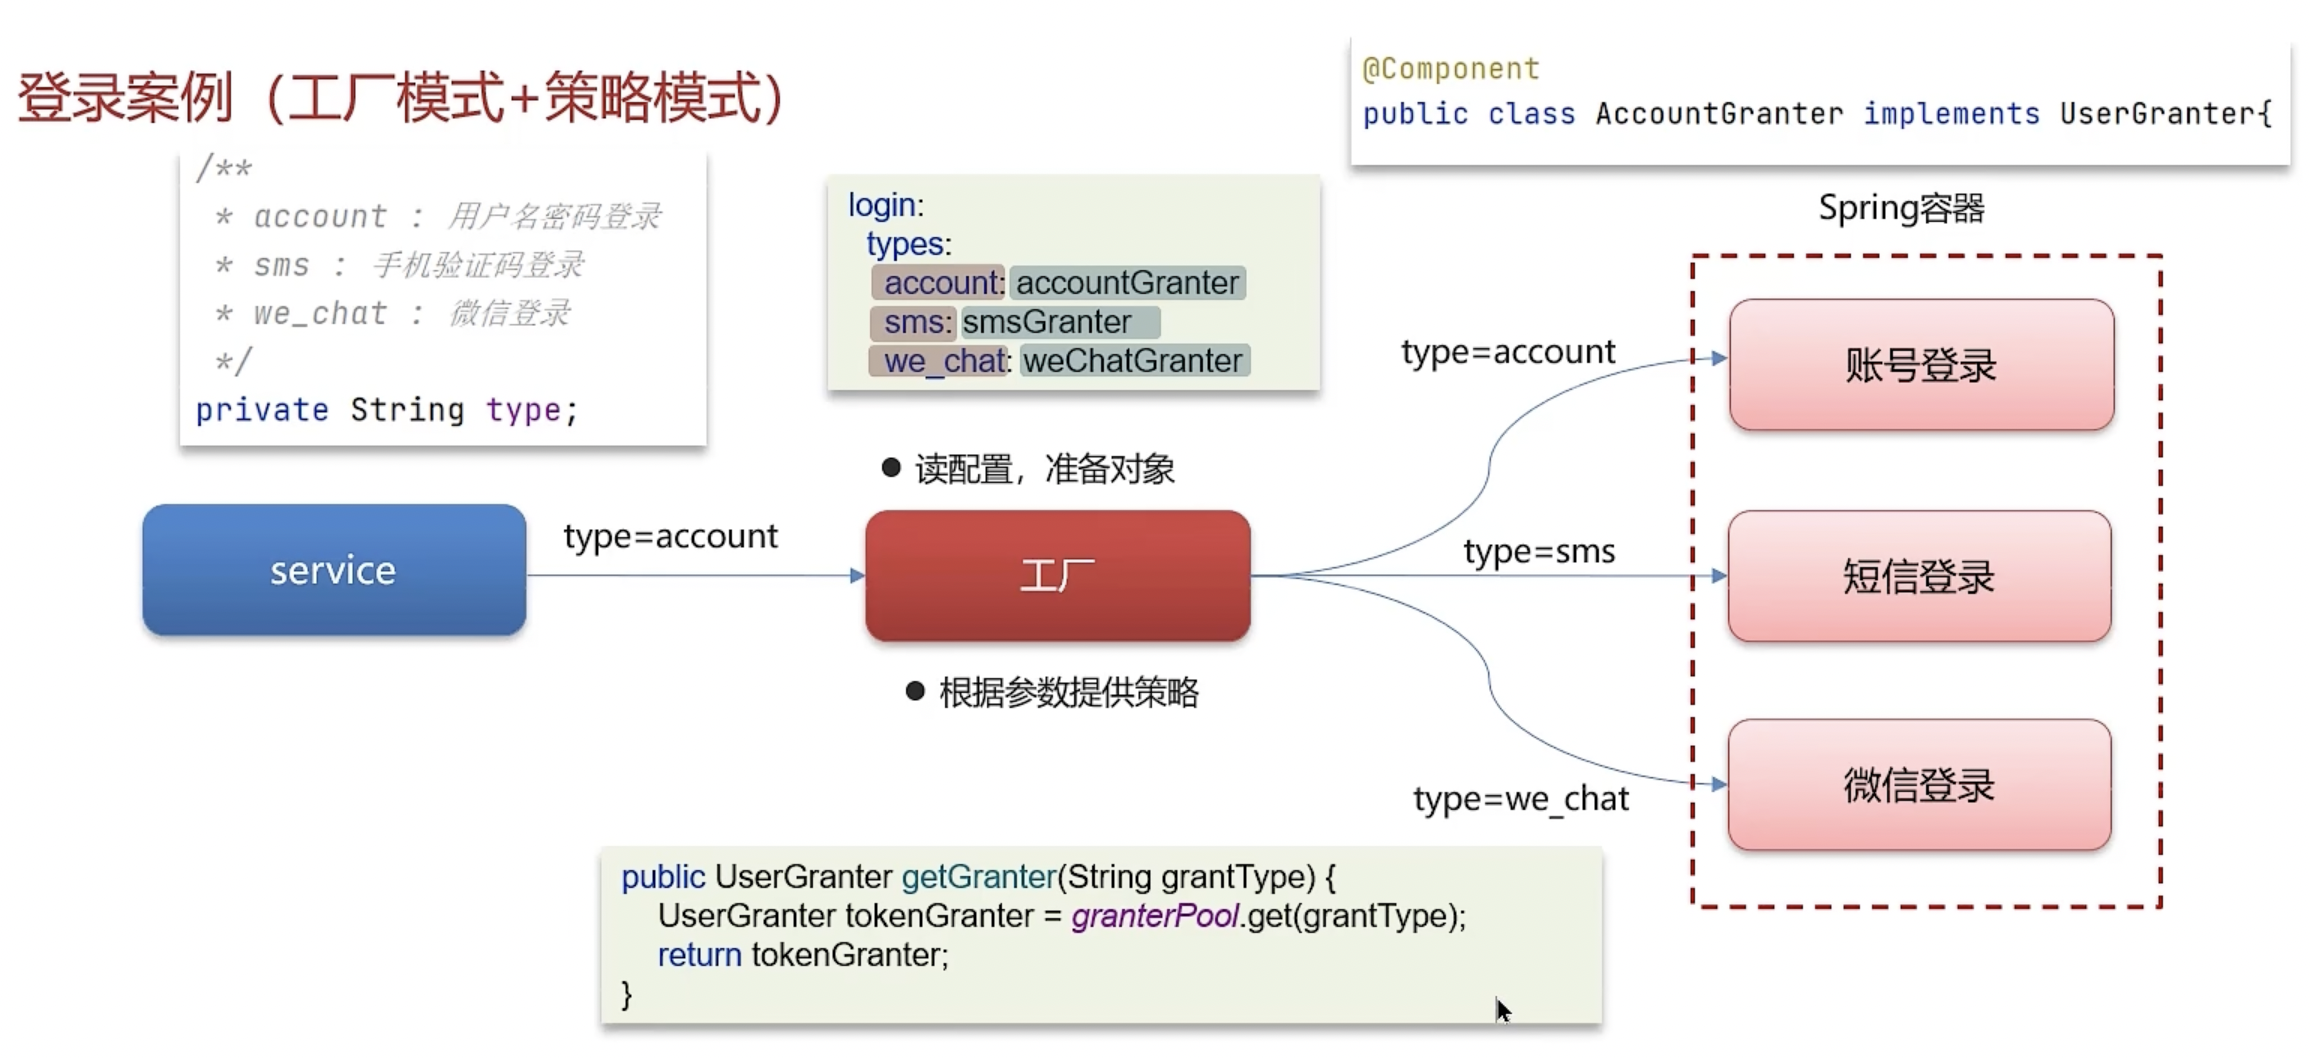 登录案例（工厂模式+策略模式）
/**
* account : 用户名密码登录
* sms : 手机验证码登录
* we_chat : 微信登录
*/
private String type;
login:
types:
account: accountGranter
sms: smsGranter
we_chat: weChatGranter
@Component
public class AccountGranter implements UserGranter{
Spring容器
service
type=account
● 读配置，准备对象
工厂
● 根据参数提供策略
type=account
账号登录
type=sms
短信登录
type=we_chat
微信登录
public UserGranter getGranter(String grantType) {
UserGranter tokenGranter = granterPool.get(grantType);
return tokenGranter;
}